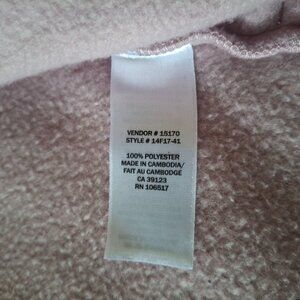 VENDOR # 15170
STYLE # 14F17-41
100% POLYESTER
MADE IN CAMBODIA/
FAIT AU CAMBODGE
CA 39123
RN 106517